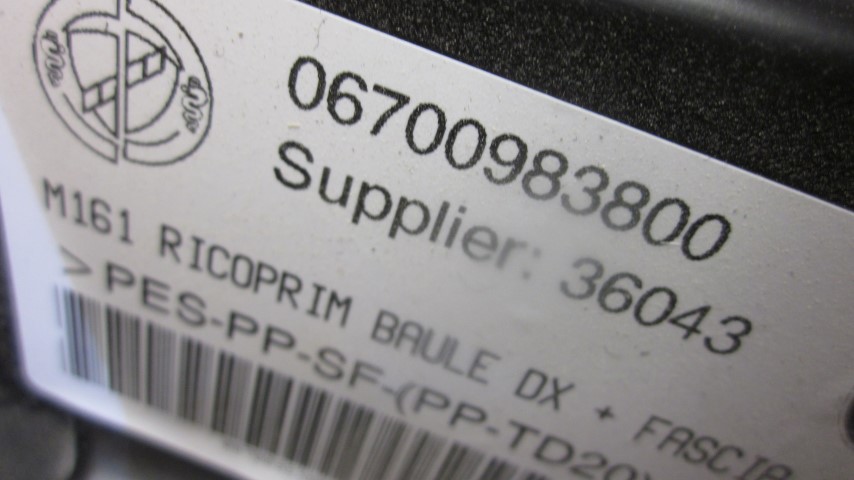 06700983800
Supplier: 36043
M161 RICOPRIM BAULE DX + FASCIA
>PES-PP-SF-(PP-TD20)